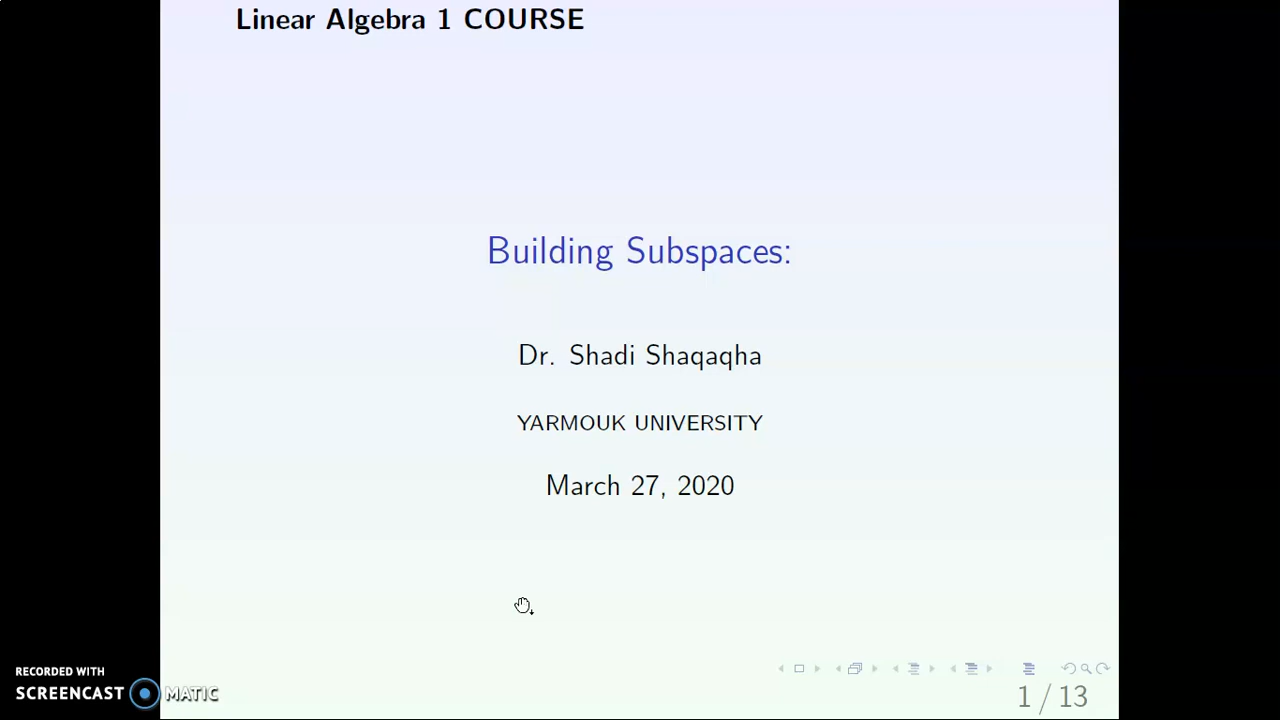 Linear Algebra 1 COURSE
Building Subspaces:
Dr. Shadi Shaqaqha
YARMOUK UNIVERSITY
March 27, 2020
RECORDED WITH
SCREENCAST MATIC
1 / 13